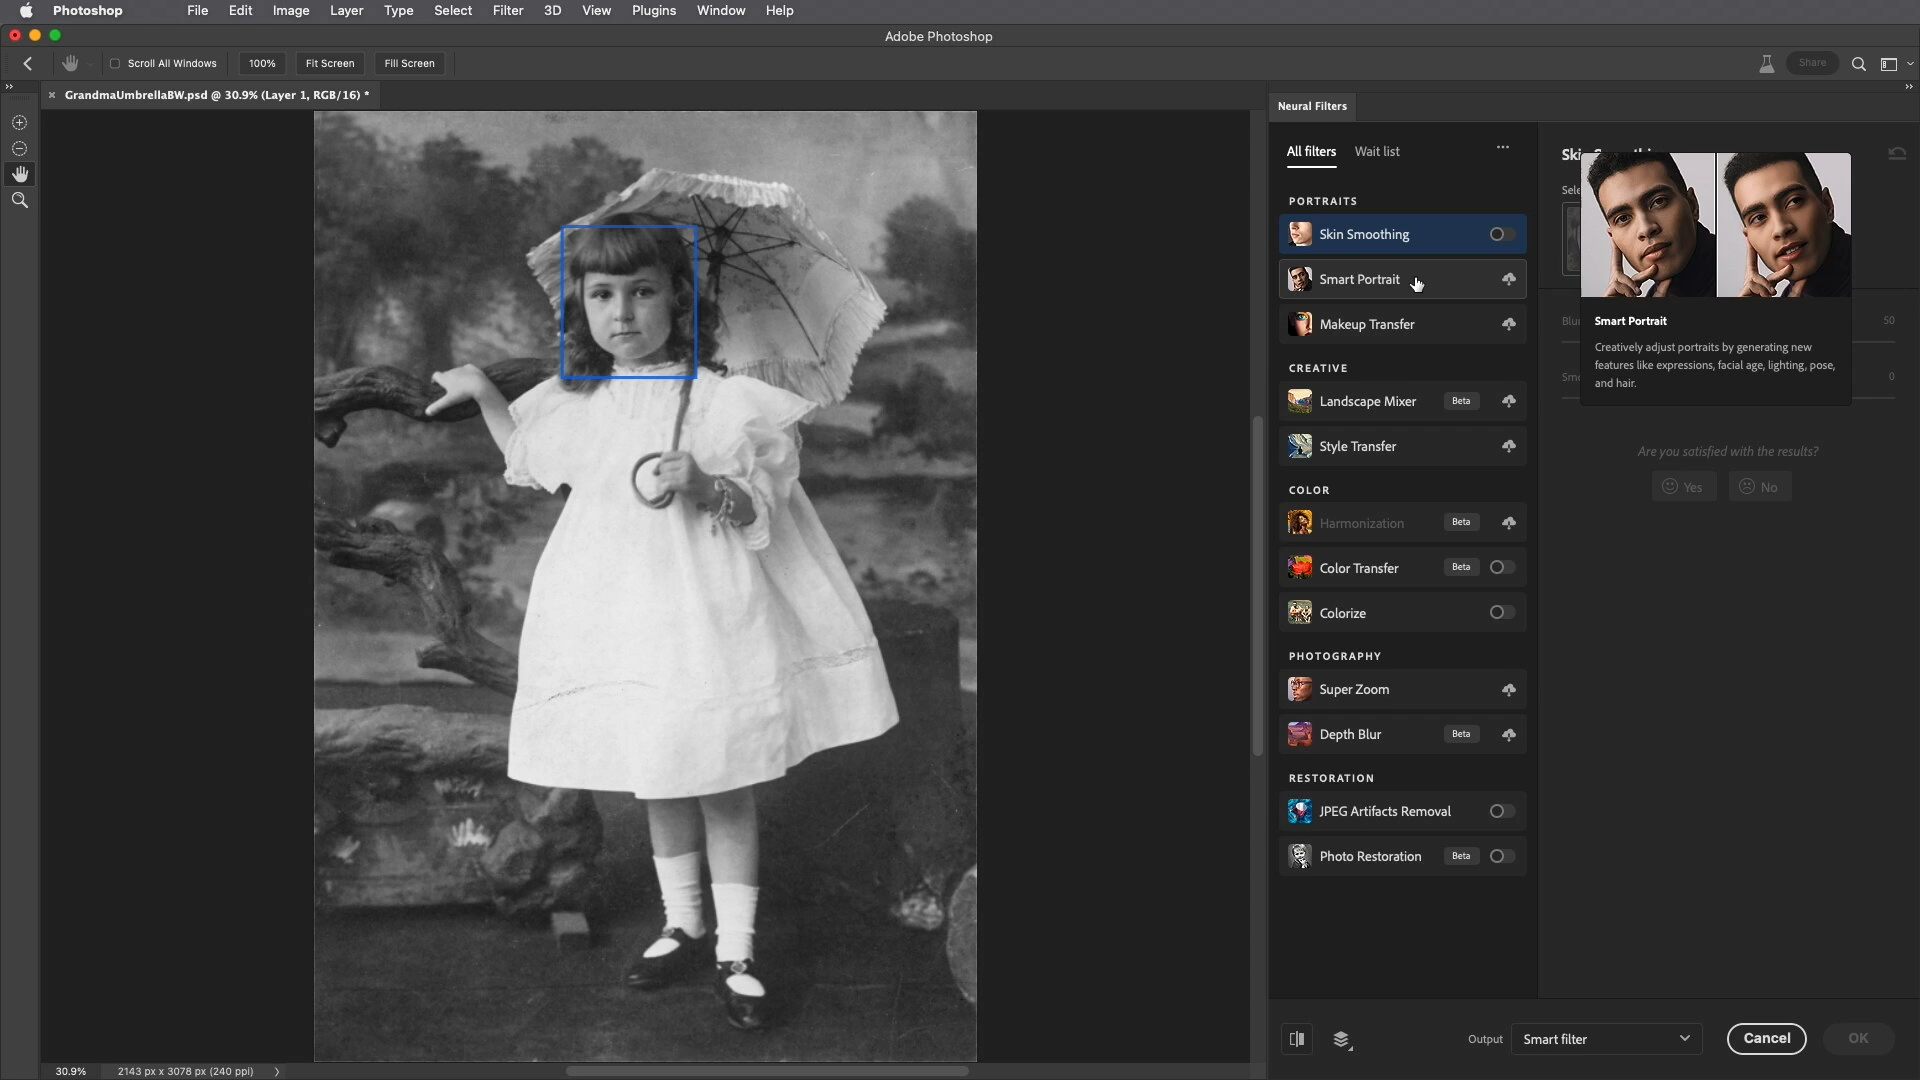 Photoshop File Edit Image Layer Type Select Filter 3D View Plugins Window Help
Adobe Photoshop
Scroll All Windows 100% Fit Screen Fill Screen Share
GrandmaUmbrellaBW.psd @ 30.9% (Layer 1, RGB/16) *
Neural Filters
All filters Wait list
PORTRAITS
Skin Smoothing
Smart Portrait
Makeup Transfer
CREATIVE
Landscape Mixer Beta
Style Transfer
COLOR
Harmonization Beta
Color Transfer Beta
Colorize
PHOTOGRAPHY
Super Zoom
Depth Blur Beta
RESTORATION
JPEG Artifacts Removal
Photo Restoration Beta
Smart Portrait
Creatively adjust portraits by generating new
features like expressions, facial age, lighting, pose,
and hair.
50
0
Are you satisfied with the results?
Yes No
Output Smart filter Cancel OK
30.9% 2143 px x 3078 px (240 ppi)